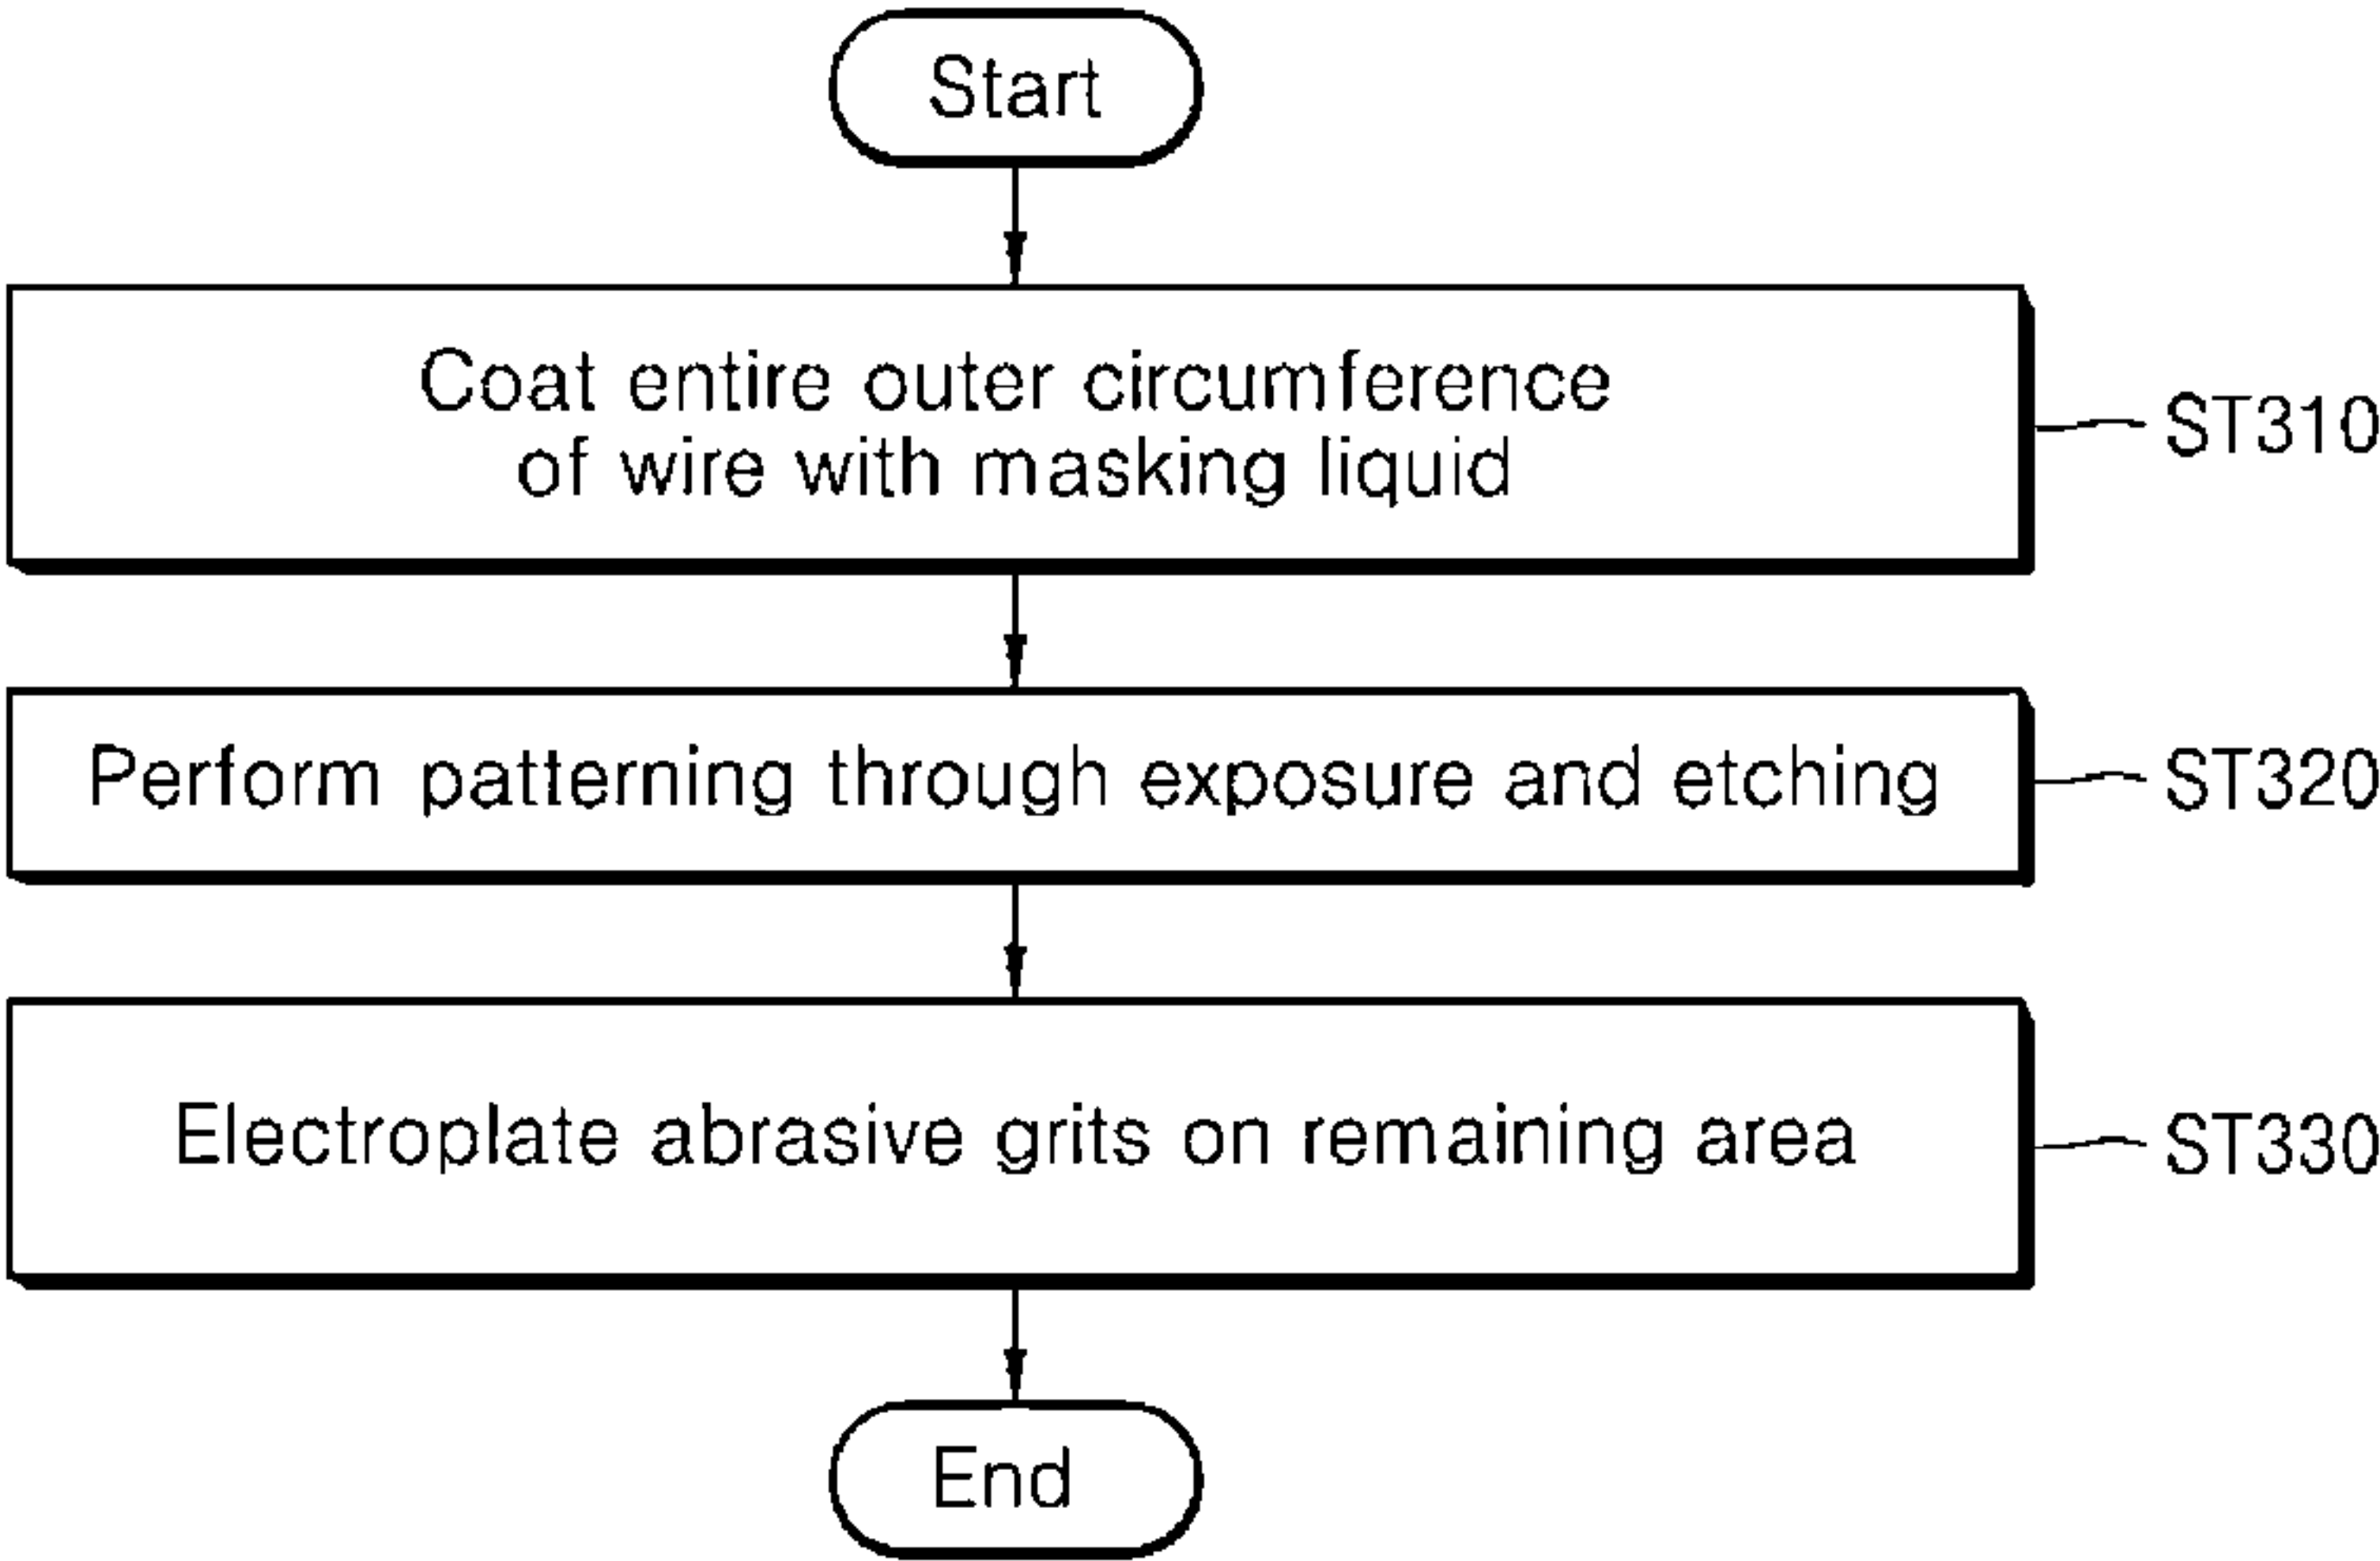 Start
Coat entire outer circumference
of wire with masking liquid
ST310
Perform patterning through exposure and etching
ST320
Electroplate abrasive grits on remaining area
ST330
End